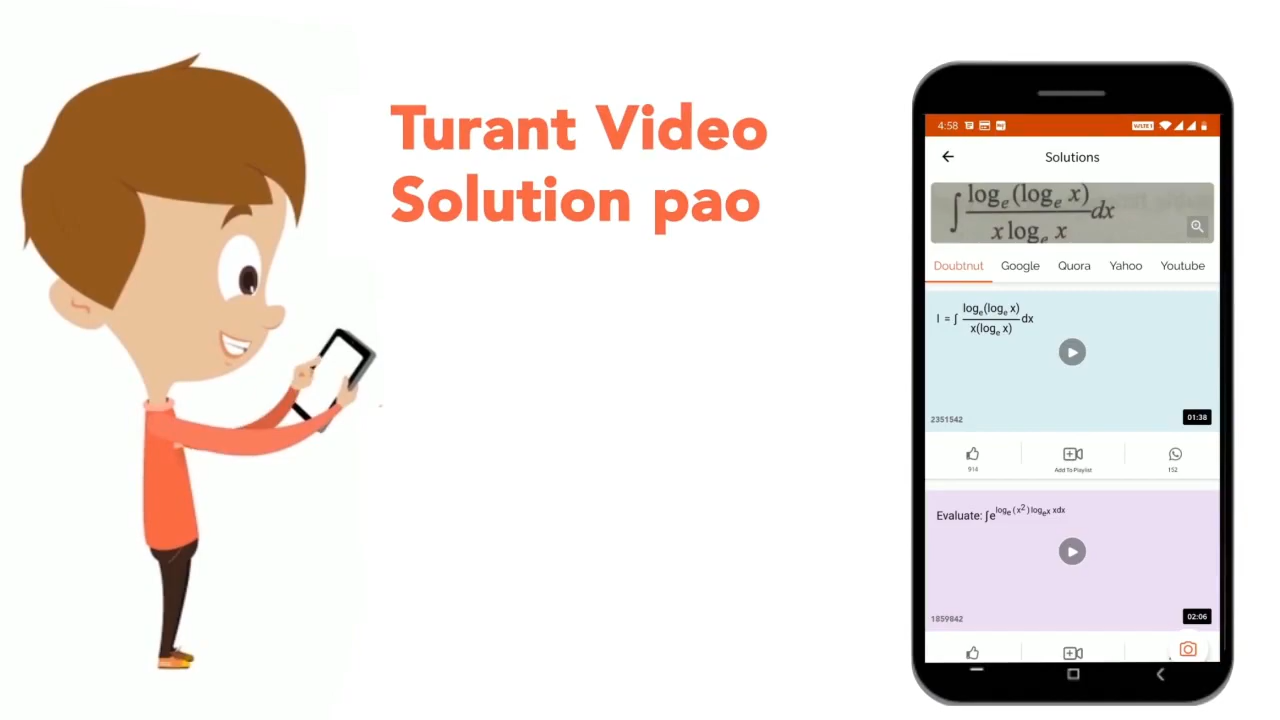 Turant Video
Solution pao
4:58
VoLTE1
Solutions
∫ logₑ(logₑ x) / x logₑ x dx
Doubtnut Google Quora Yahoo Youtube
I = ∫ logₑ(logₑ x) / x(logₑ x) dx
2351542 01:38
914 Add To Playlist 152
Evaluate: ∫e^logₑ(x²)logₑx xdx
1859842 02:06